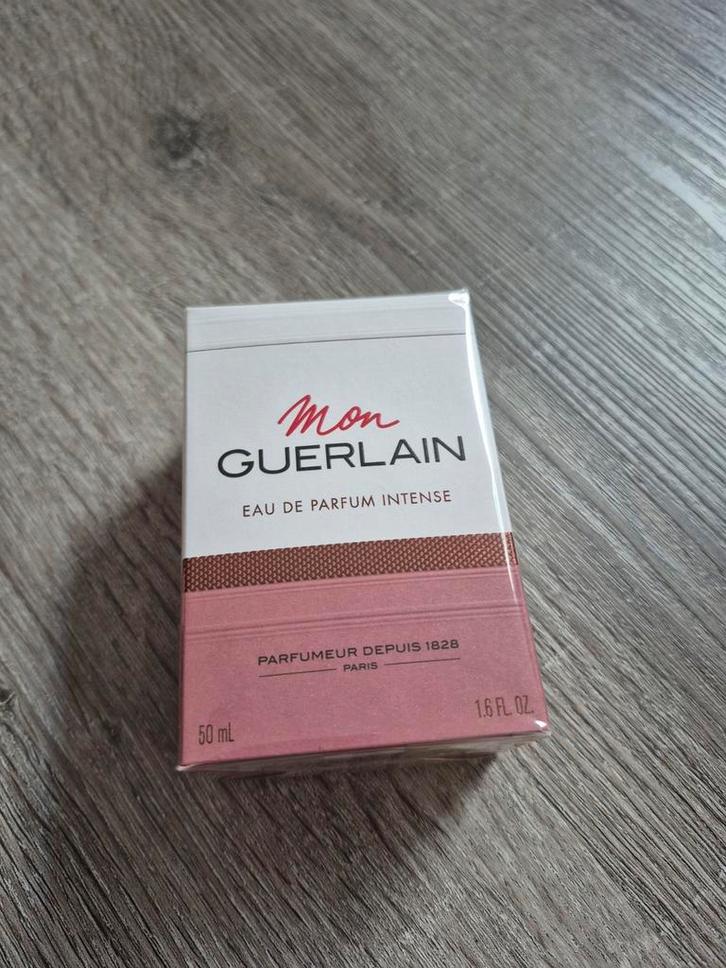 Mon
GUERLAIN
EAU DE PARFUM INTENSE
PARFUMEUR DEPUIS 1828
PARIS
50 mL
1.6 FL. OZ.